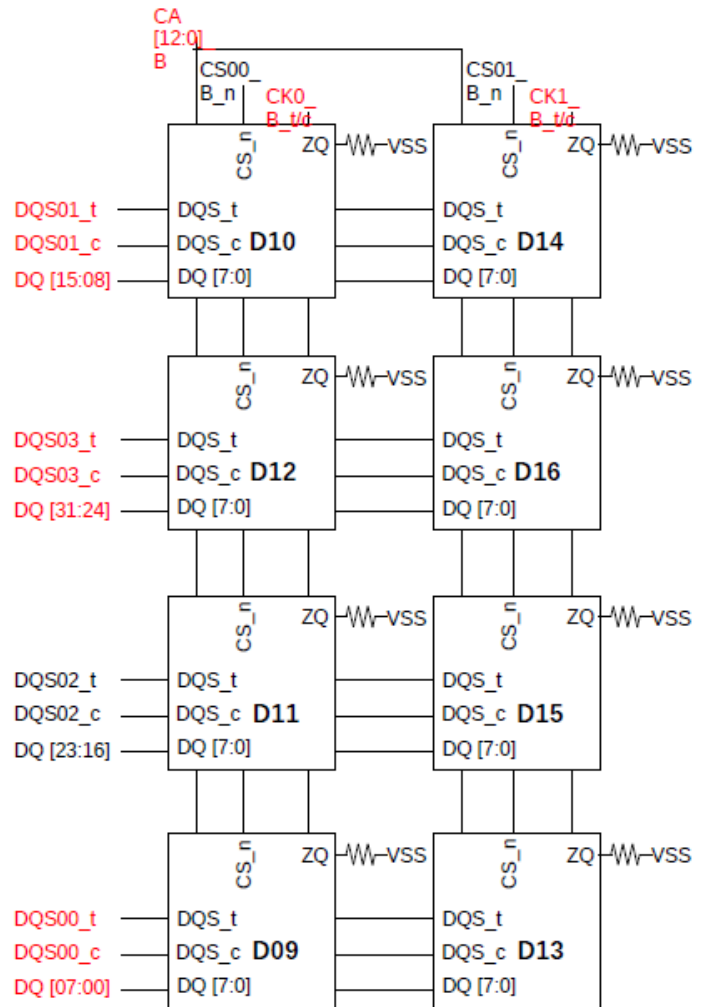 CA
[12:0]_
B
CS00_
B_n
CK0_
B_t/c
CS01_
B_n
CK1_
B_t/c
CS_n
ZQ
VSS
CS_n
ZQ
VSS
DQS01_t
DQS_t
DQS_t
DQS01_c
DQS_c D10
DQS_c D14
DQ [15:08]
DQ [7:0]
DQ [7:0]
CS_n
ZQ
VSS
CS_n
ZQ
VSS
DQS03_t
DQS_t
DQS_t
DQS03_c
DQS_c D12
DQS_c D16
DQ [31:24]
DQ [7:0]
DQ [7:0]
CS_n
ZQ
VSS
CS_n
ZQ
VSS
DQS02_t
DQS_t
DQS_t
DQS02_c
DQS_c D11
DQS_c D15
DQ [23:16]
DQ [7:0]
DQ [7:0]
CS_n
ZQ
VSS
CS_n
ZQ
VSS
DQS00_t
DQS_t
DQS_t
DQS00_c
DQS_c D09
DQS_c D13
DQ [07:00]
DQ [7:0]
DQ [7:0]